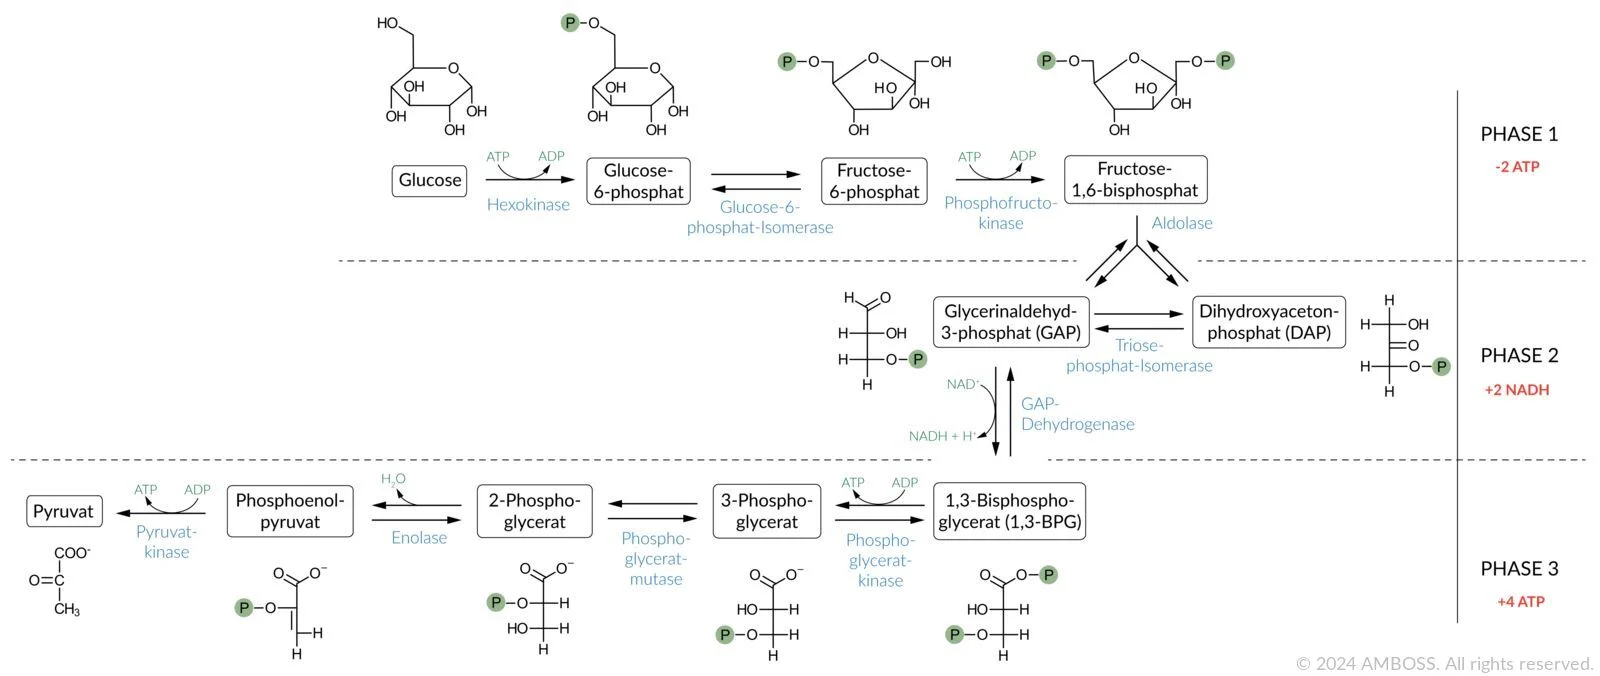 HO
O
OH
OH
OH
OH
P
O
O
OH
OH
OH
OH
P
O
O
OH
HO
OH
OH
P
O
O
O
P
HO
OH
OH
Glucose
ATP
ADP
Hexokinase
Glucose-
6-phosphat
Glucose-6-
phosphat-Isomerase
Fructose-
6-phosphat
ATP
ADP
Phosphofructo-
kinase
Fructose-
1,6-bisphosphat
Aldolase
PHASE 1
-2 ATP
H
O
H
OH
H
O
P
H
Glycerinaldehyd-
3-phosphat (GAP)
Triose-
phosphat-Isomerase
Dihydroxyaceton-
phosphat (DAP)
H
H
OH
O
H
O
P
H
NAD⁺
NADH + H⁺
GAP-
Dehydrogenase
PHASE 2
+2 NADH
Pyruvat
ATP
ADP
Pyruvat-
kinase
Phosphoenol-
pyruvat
H₂O
Enolase
2-Phospho-
glycerat
Phospho-
glycerat-
mutase
3-Phospho-
glycerat
ATP
ADP
Phospho-
glycerat-
kinase
1,3-Bisphospho-
glycerat (1,3-BPG)
COO⁻
O
C
CH₃
O
O⁻
P
O
H
H
O
O⁻
P
O
H
HO
H
H
O
O⁻
HO
H
P
O
H
H
O
O
P
HO
H
P
O
H
H
PHASE 3
+4 ATP
© 2024 AMBOSS. All rights reserved.